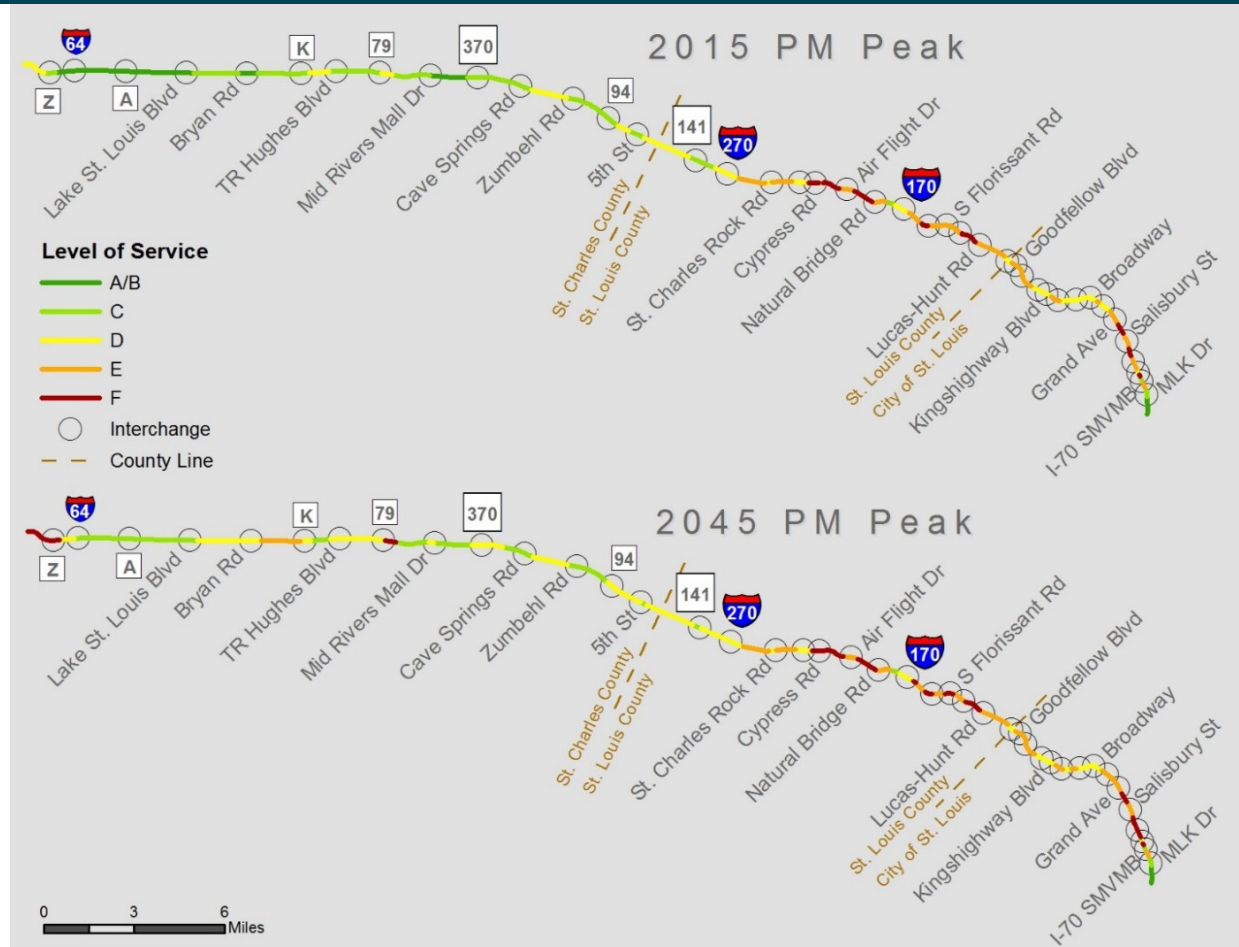 2015 PM Peak
64
K
79
370
94
141
270
170
Z
A
Lake St. Louis Blvd
Bryan Rd
TR Hughes Blvd
Mid Rivers Mall Dr
Cave Springs Rd
Zumbehl Rd
5th St
St. Charles County
St. Louis County
St. Charles Rock Rd
Cypress Rd
Air Flight Dr
Natural Bridge Rd
S Florissant Rd
Lucas-Hunt Rd
St. Louis County
City of St. Louis
Goodfellow Blvd
Kingshighway Blvd
Broadway
Grand Ave
Salisbury St
I-70 SMVMB
MLK Dr
Level of Service
A/B
C
D
E
F
Interchange
County Line
2045 PM Peak
64
K
79
370
94
141
270
170
Z
A
Lake St. Louis Blvd
Bryan Rd
TR Hughes Blvd
Mid Rivers Mall Dr
Cave Springs Rd
Zumbehl Rd
5th St
St. Charles County
St. Louis County
St. Charles Rock Rd
Cypress Rd
Air Flight Dr
Natural Bridge Rd
S Florissant Rd
Lucas-Hunt Rd
St. Louis County
City of St. Louis
Goodfellow Blvd
Kingshighway Blvd
Broadway
Grand Ave
Salisbury St
I-70 SMVMB
MLK Dr
0 3 6
Miles